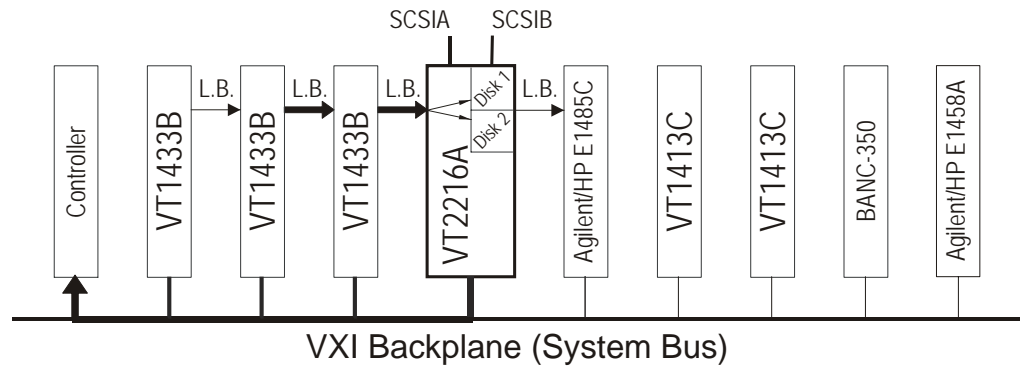 SCSIA SCSIB
L.B. L.B. L.B. L.B.
Controller
VT1433B
VT1433B
VT1433B
VT2216A
Disk 1
Disk 2
Agilent/HP E1485C
VT1413C
VT1413C
BANC-350
Agilent/HP E1458A
VXI Backplane (System Bus)